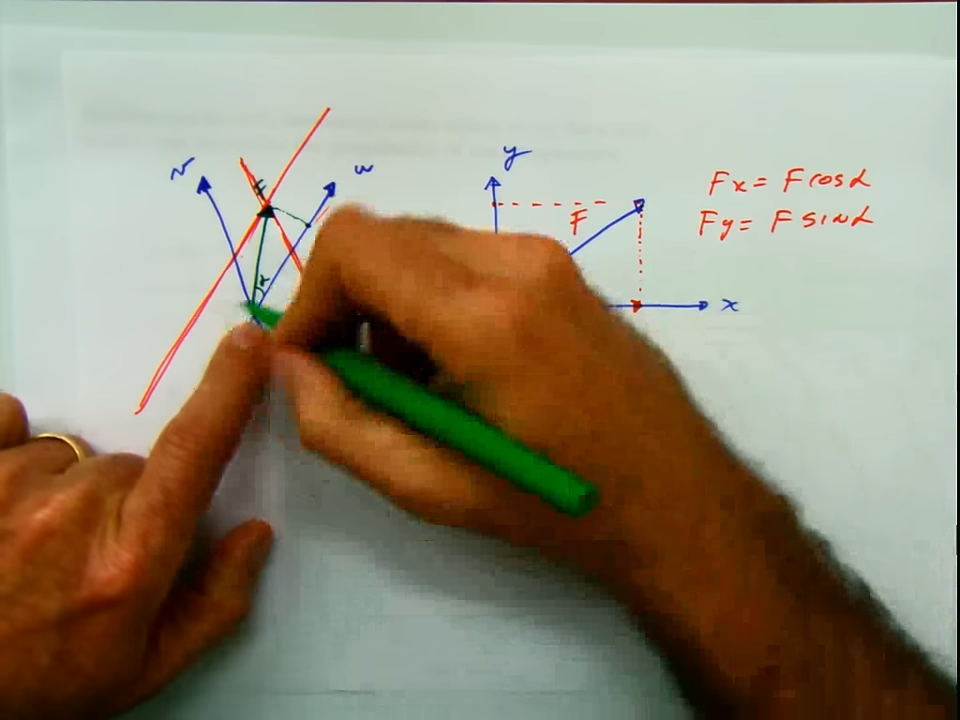 w
y
F
F
α
x
Fx = F cos α
Fy = F sin α